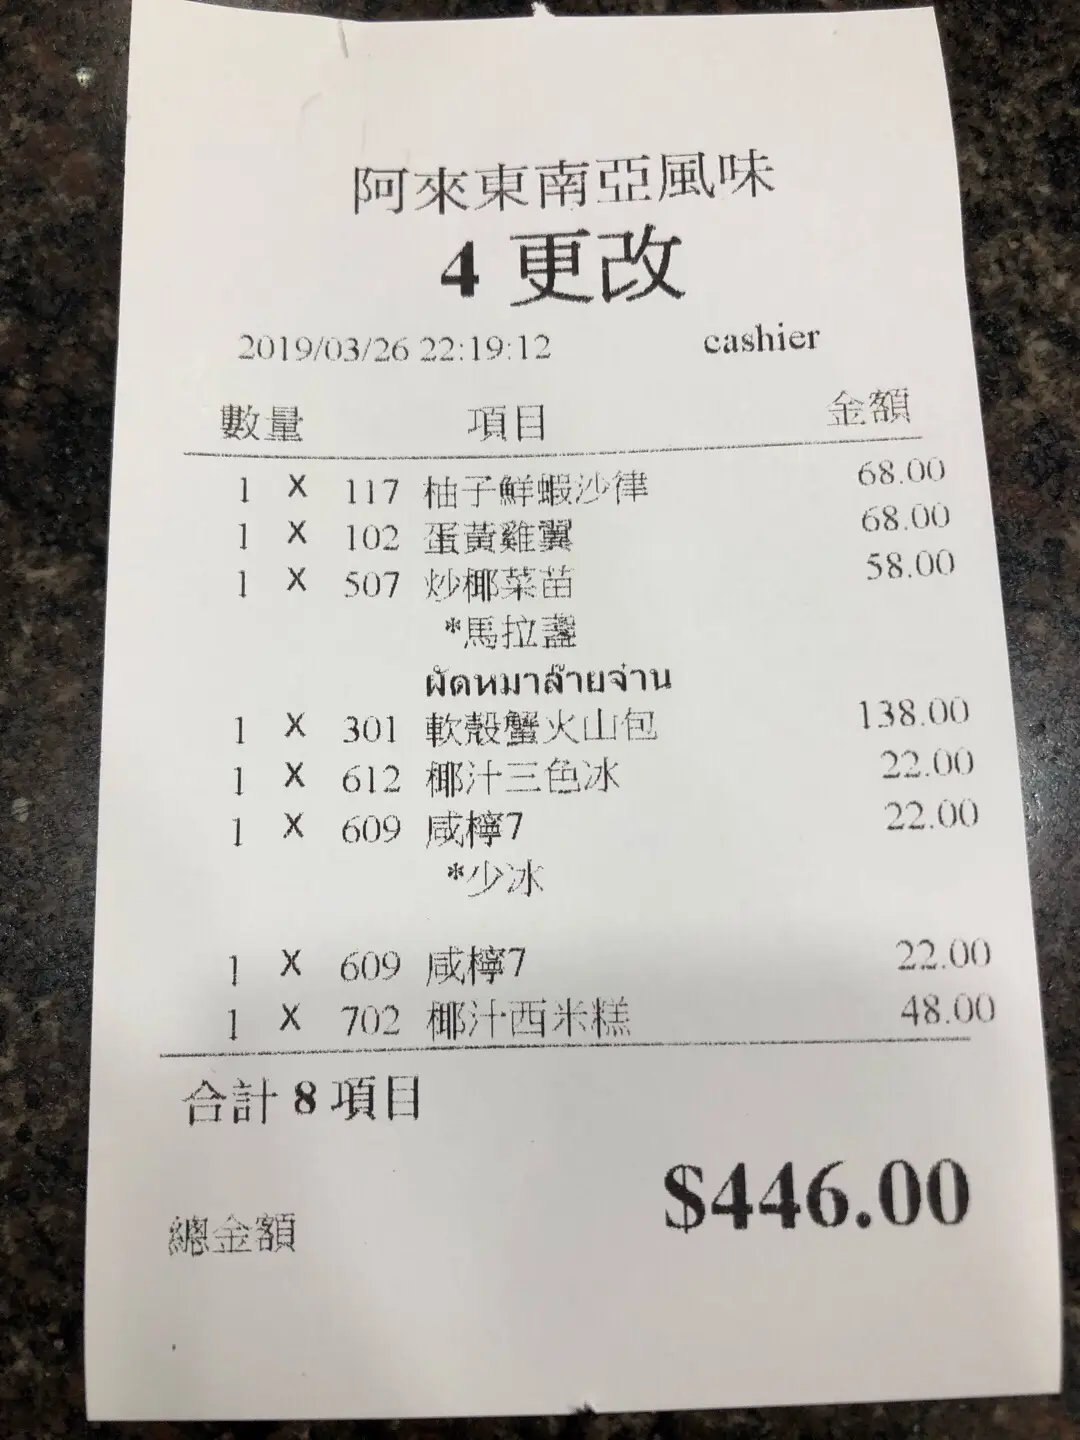 阿來東南亞風味
4 更改
2019/03/26 22:19:12 cashier
數量 項目 金額
1 X 117 柚子鮮蝦沙律 68.00
1 X 102 蛋黃雞翼 68.00
1 X 507 炒椰菜苗 58.00
*馬拉盞
ผัดหมาล๊ายจ๋าน
1 X 301 軟殼蟹火山包 138.00
1 X 612 椰汁三色冰 22.00
1 X 609 咸檸7 22.00
*少冰
1 X 609 咸檸7 22.00
1 X 702 椰汁西米糕 48.00
合計 8 項目
$446.00
總金額